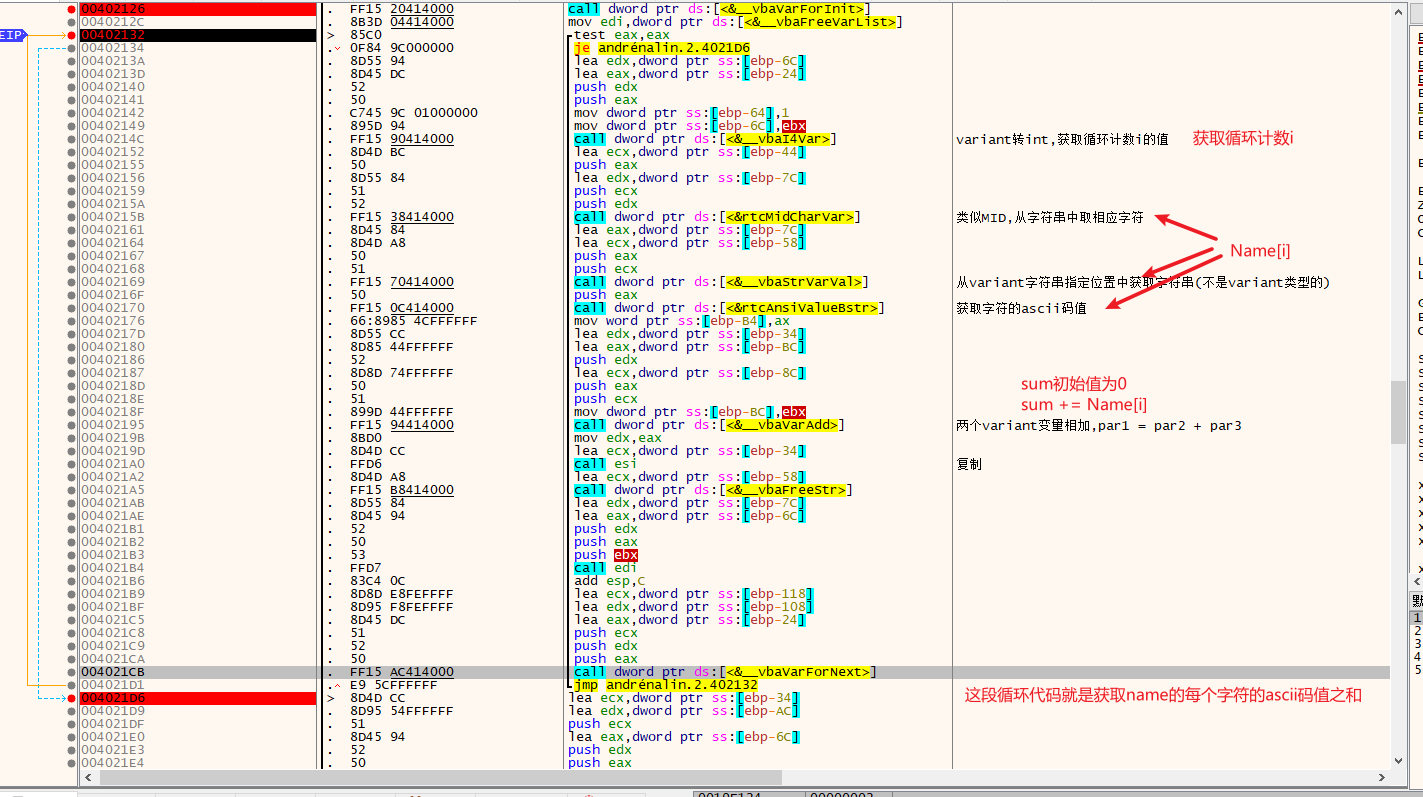 00402126 FF15 20414000 call dword ptr ds:[<&__vbaVarForInit>]
0040212C 8B3D 04414000 mov edi,dword ptr ds:[<&__vbaFreeVarList>]
EIP 00402132 > 85C0 test eax,eax
00402134 . 0F84 9C000000 je andrénalin.2.4021D6
0040213A . 8D55 94 lea edx,dword ptr ss:[ebp-6C]
0040213D . 8D45 DC lea eax,dword ptr ss:[ebp-24]
00402140 . 52 push edx
00402141 . 50 push eax
00402142 . C745 9C 01000000 mov dword ptr ss:[ebp-64],1
00402149 . 895D 94 mov dword ptr ss:[ebp-6C],ebx
0040214C . FF15 90414000 call dword ptr ds:[<&__vbaI4Var>] variant转int,获取循环计数i的值 获取循环计数i
00402152 . 8D4D BC lea ecx,dword ptr ss:[ebp-44]
00402155 . 50 push eax
00402156 . 8D55 84 lea edx,dword ptr ss:[ebp-7C]
00402159 . 51 push ecx
0040215A . 52 push edx
0040215B . FF15 38414000 call dword ptr ds:[<&rtcMidCharVar>] 类似MID,从字符串中取相应字符
00402161 . 8D45 84 lea eax,dword ptr ss:[ebp-7C]
00402164 . 8D4D A8 lea ecx,dword ptr ss:[ebp-58]
Name[i]
00402167 . 50 push eax
00402168 . 51 push ecx
00402169 . FF15 70414000 call dword ptr ds:[<&__vbaStrVarVal>] 从variant字符串指定位置中获取字符串(不是variant类型的)
0040216F . 50 push eax
00402170 . FF15 0C414000 call dword ptr ds:[<&rtcAnsiValueBstr>] 获取字符的ascii码值
00402176 . 66:8985 4CFFFFFF mov word ptr ss:[ebp-B4],ax
0040217D . 8D55 CC lea edx,dword ptr ss:[ebp-34]
00402180 . 8D85 44FFFFFF lea eax,dword ptr ss:[ebp-BC]
00402186 . 52 push edx
00402187 . 8D8D 74FFFFFF lea ecx,dword ptr ss:[ebp-8C]
0040218D . 50 push eax
sum初始值为0
0040218E . 51 push ecx
sum += Name[i]
0040218F . 899D 44FFFFFF mov dword ptr ss:[ebp-BC],ebx
00402195 . FF15 94414000 call dword ptr ds:[<&__vbaVarAdd>] 两个variant变量相加,par1 = par2 + par3
0040219B . 8BD0 mov edx,eax
0040219D . 8D4D CC lea ecx,dword ptr ss:[ebp-34]
004021A0 . FFD6 call esi 复制
004021A2 . 8D4D A8 lea ecx,dword ptr ss:[ebp-58]
004021A5 . FF15 B8414000 call dword ptr ds:[<&__vbaFreeStr>]
004021AB . 8D55 84 lea edx,dword ptr ss:[ebp-7C]
004021AE . 8D45 94 lea eax,dword ptr ss:[ebp-6C]
004021B1 . 52 push edx
004021B2 . 50 push eax
004021B3 . 53 push ebx
004021B4 . FFD7 call edi
004021B6 . 83C4 0C add esp,C
004021B9 . 8D8D E8FEFFFF lea ecx,dword ptr ss:[ebp-118]
004021BF . 8D95 F8FEFFFF lea edx,dword ptr ss:[ebp-108]
004021C5 . 8D45 DC lea eax,dword ptr ss:[ebp-24]
004021C8 . 51 push ecx
004021C9 . 52 push edx
004021CA . 50 push eax
004021CB . FF15 AC414000 call dword ptr ds:[<&__vbaVarForNext>]
004021D1 . E9 5CFFFFFF jmp andrénalin.2.402132
004021D6 > 8D4D CC lea ecx,dword ptr ss:[ebp-34] 这段循环代码就是获取name的每个字符的ascii码值之和
004021D9 . 8D95 54FFFFFF lea edx,dword ptr ss:[ebp-AC]
004021DF . 51 push ecx
004021E0 . 8D45 94 lea eax,dword ptr ss:[ebp-6C]
004021E3 . 52 push edx
004021E4 . 50 push eax